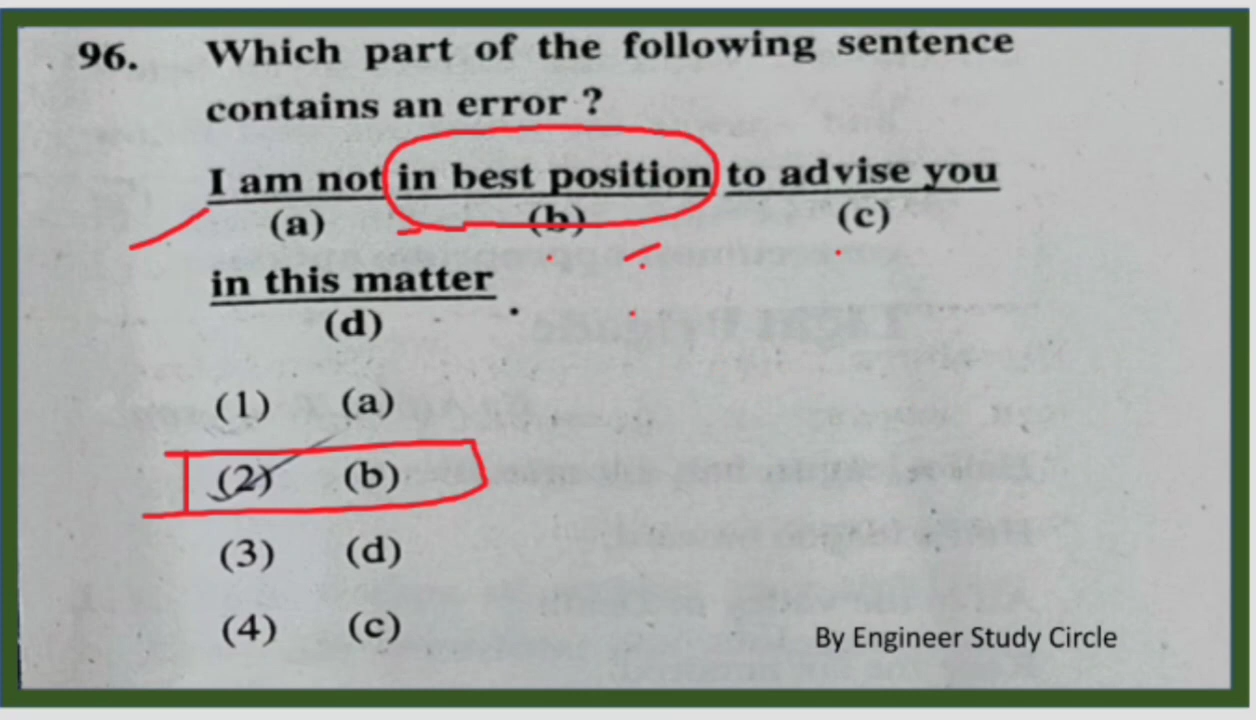 96. Which part of the following sentence
contains an error ?
I am not in best position to advise you
(a) (b) (c)
in this matter .
(d)
(1) (a)
(2) (b)
(3) (d)
(4) (c)
By Engineer Study Circle